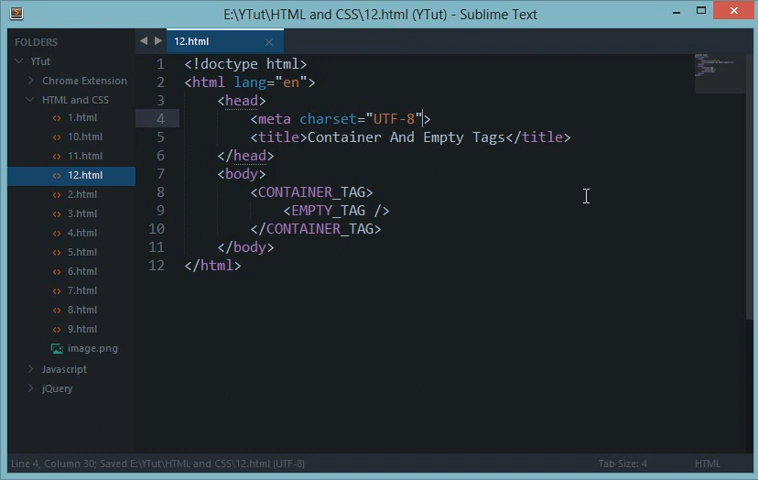 E:\YTut\HTML and CSS\12.html (YTut) - Sublime Text
FOLDERS
YTut
Chrome Extension
HTML and CSS
1.html
10.html
11.html
12.html
2.html
3.html
4.html
5.html
6.html
7.html
8.html
9.html
image.png
Javascript
jQuery
12.html
1 <!doctype html>
2 <html lang="en">
3 <head>
4 <meta charset="UTF-8">
5 <title>Container And Empty Tags</title>
6 </head>
7 <body>
8 <CONTAINER_TAG>
9 <EMPTY_TAG />
10 </CONTAINER_TAG>
11 </body>
12 </html>
Line 4, Column 30; Saved E:\YTut\HTML and CSS\12.html (UTF-8)
Tab Size: 4
HTML